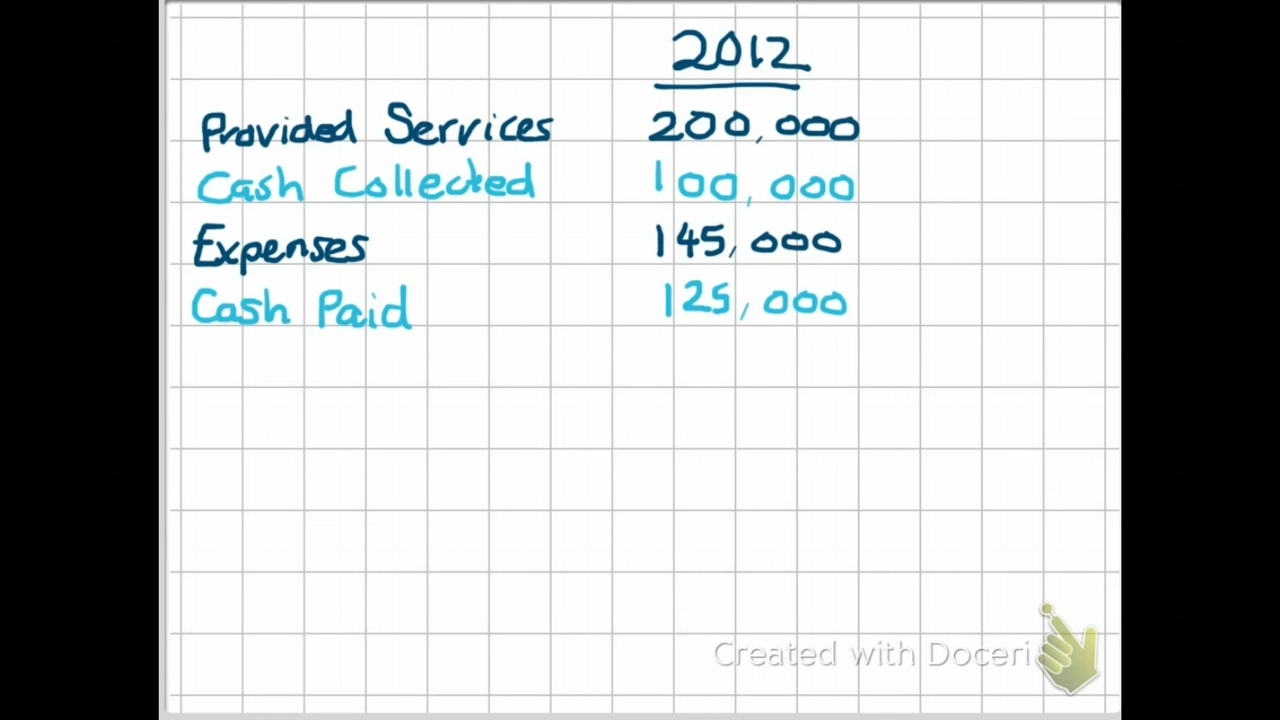 2012
Provided Services 200,000
Cash Collected 100,000
Expenses 145,000
Cash Paid 125,000
Created with Doceri